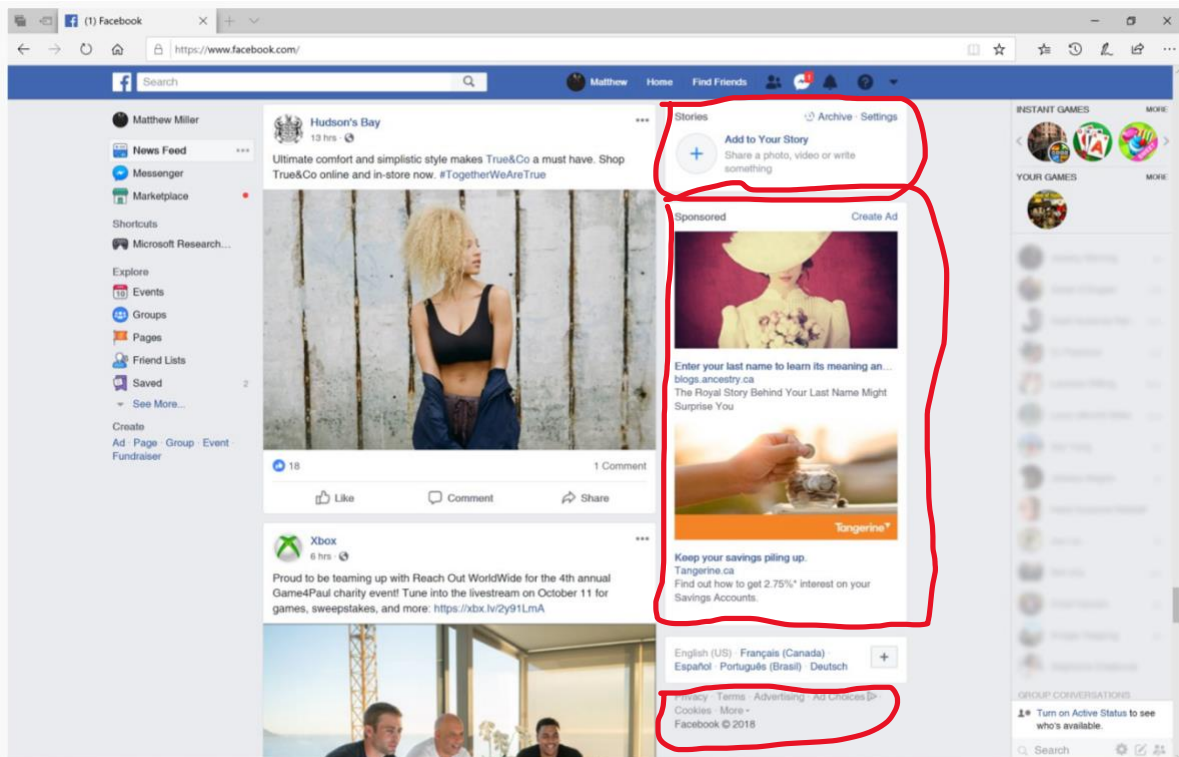 (1) Facebook
https://www.facebook.com/
Search
Matthew
Home
Find Friends
Matthew Miller
News Feed
Messenger
Marketplace
Shortcuts
Microsoft Research...
Explore
10 Events
Groups
Pages
Friend Lists
Saved 2
See More...
Create
Ad · Page · Group · Event ·
Fundraiser
Hudson's Bay
13 hrs ·
Ultimate comfort and simplistic style makes True&Co a must have. Shop
True&Co online and in-store now. #TogetherWeAreTrue
18
1 Comment
Like
Comment
Share
Xbox
6 hrs ·
Proud to be teaming up with Reach Out WorldWide for the 4th annual
Game4Paul charity event! Tune into the livestream on October 11 for
games, sweepstakes, and more: https://xbx.lv/2y91LmA
Stories
Archive · Settings
Add to Your Story
Share a photo, video or write
something
Sponsored
Create Ad
Enter your last name to learn its meaning an...
blogs.ancestry.ca
The Royal Story Behind Your Last Name Might
Surprise You
Tangerine
Keep your savings piling up.
Tangerine.ca
Find out how to get 2.75%* interest on your
Savings Accounts.
English (US) · Français (Canada) ·
Español · Português (Brasil) · Deutsch
Privacy · Terms · Advertising · Ad Choices
Cookies · More
Facebook © 2018
INSTANT GAMES
MORE
YOUR GAMES
MORE
GROUP CONVERSATIONS
Turn on Active Status to see
who's available.
Search